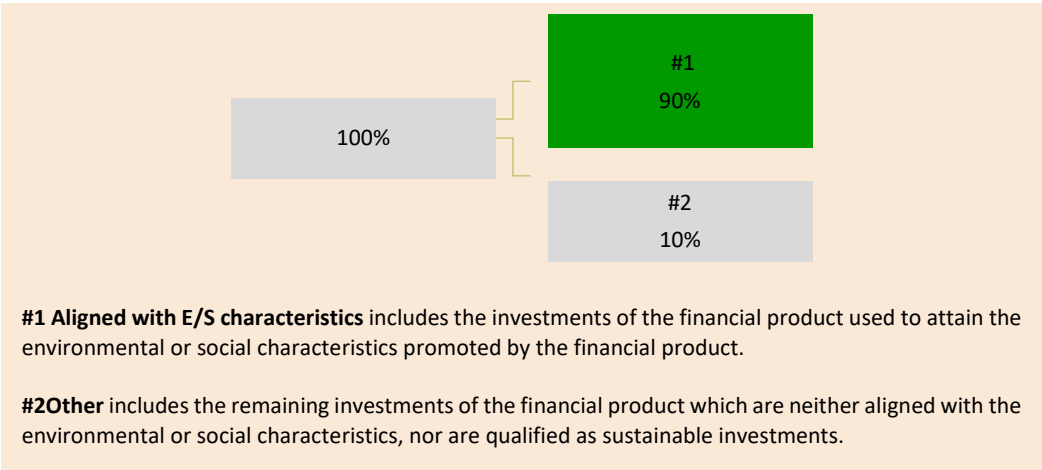 #1
90%
100%
#2
10%
#1 Aligned with E/S characteristics includes the investments of the financial product used to attain the
environmental or social characteristics promoted by the financial product.
#2Other includes the remaining investments of the financial product which are neither aligned with the
environmental or social characteristics, nor are qualified as sustainable investments.